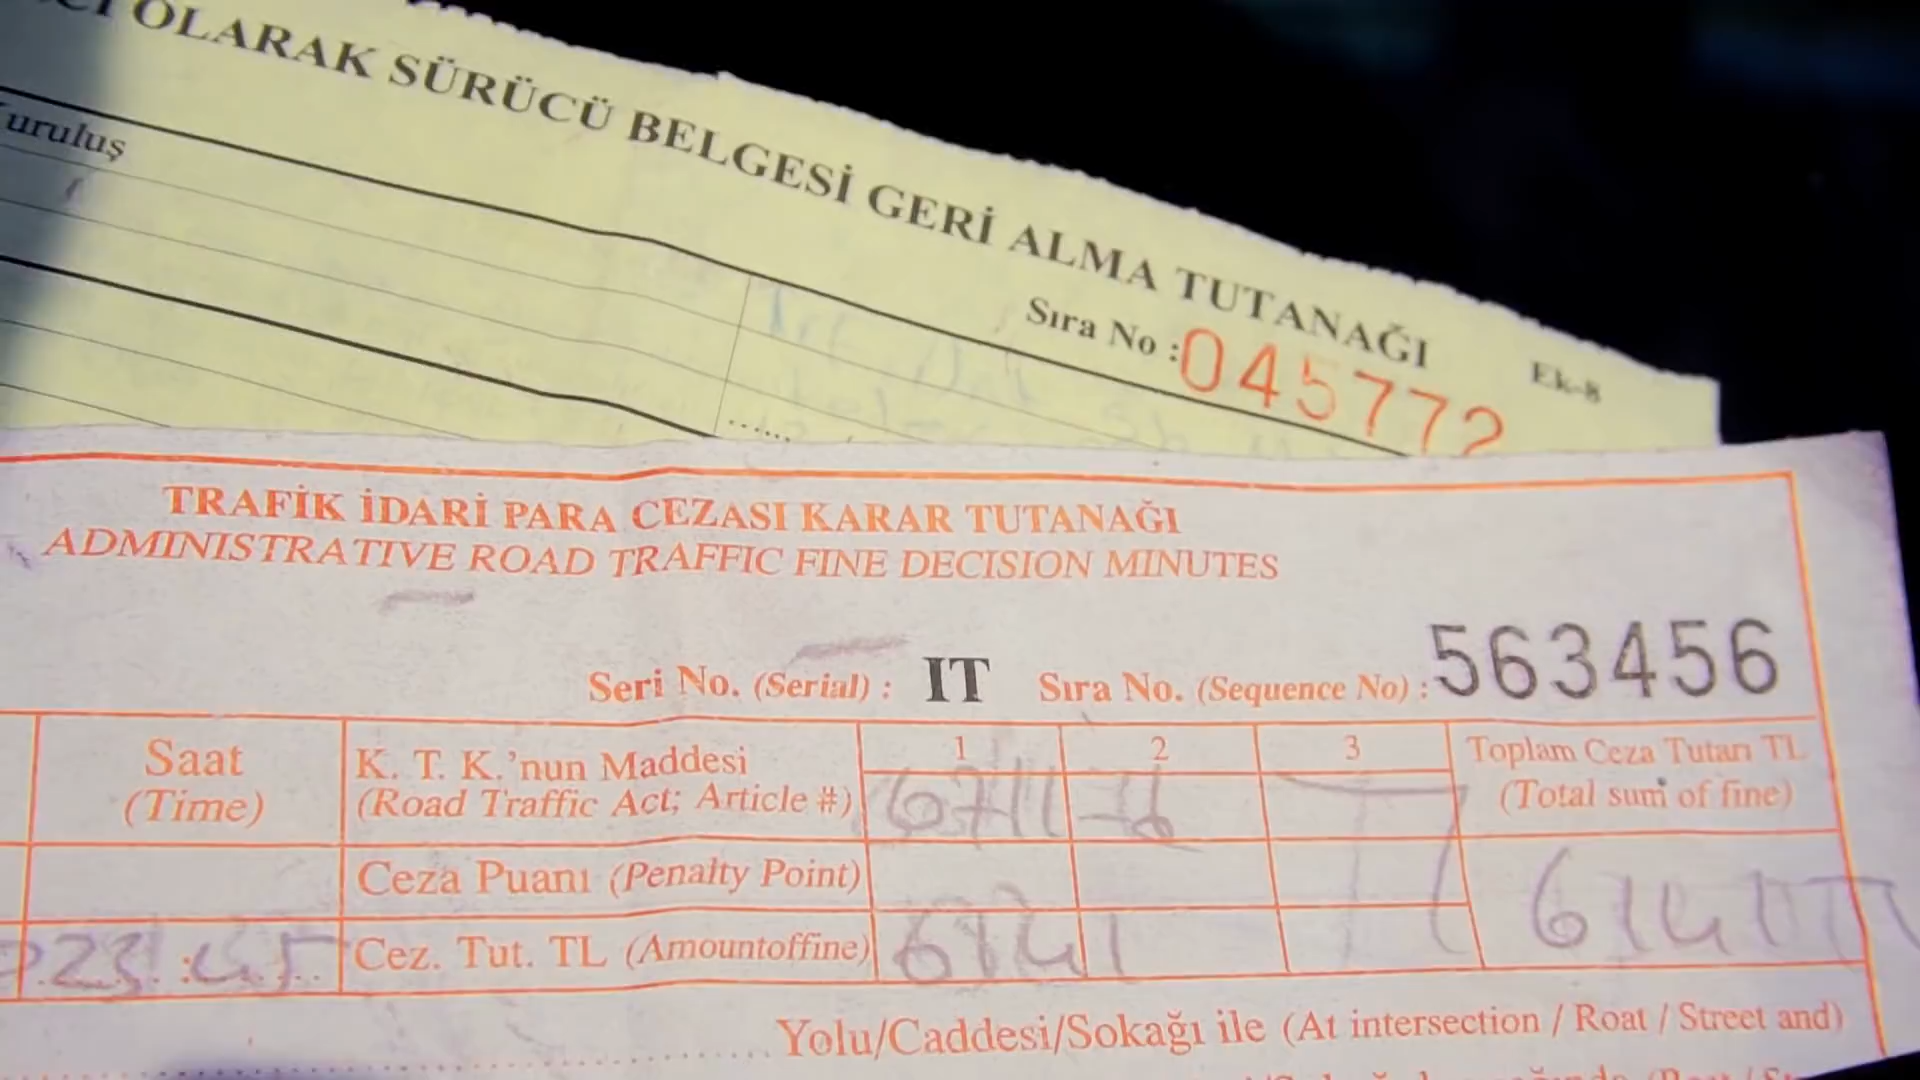 OLARAK SÜRÜCÜ BELGESİ GERİ ALMA TUTANAĞI
Sıra No : 045772
Ek-8
TRAFİK İDARİ PARA CEZASI KARAR TUTANAĞI
ADMINISTRATIVE ROAD TRAFFIC FINE DECISION MINUTES
Seri No. (Serial) : IT Sıra No. (Sequence No) : 563456
Saat
(Time)
K. T. K.'nun Maddesi
(Road Traffic Act; Article #)
1 2 3
Toplam Ceza Tutarı TL
(Total sum of fine)
Ceza Puanı (Penalty Point)
23:45
Cez. Tut. TL (Amountoffine)
6141
Yolu/Caddesi/Sokağı ile (At intersection / Roat / Street and)